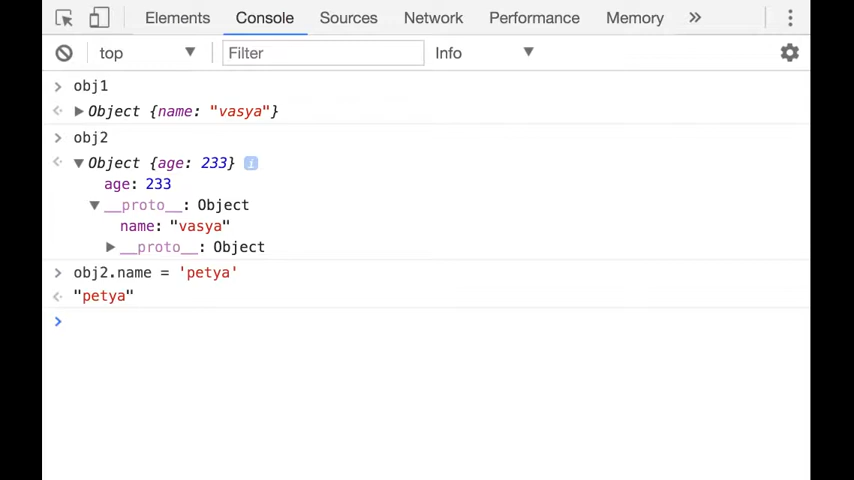 Elements Console Sources Network Performance Memory »
top Filter Info
> obj1
Object {name: "vasya"}
> obj2
Object {age: 233} i
age: 233
__proto__: Object
name: "vasya"
__proto__: Object
> obj2.name = 'petya'
"petya"
>